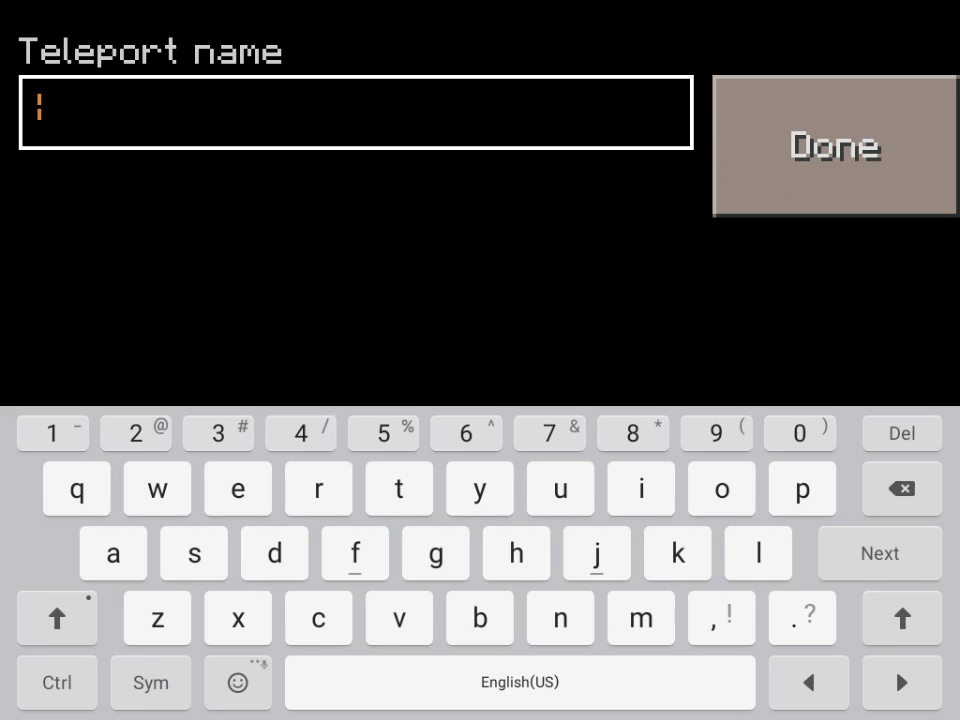 Teleport name
Done
1 - 2 @ 3 # 4 / 5 % 6 ^ 7 & 8 * 9 ( 0 ) Del
q w e r t y u i o p
a s d f g h j k l Next
z x c v b n m , ! . ?
Ctrl Sym English(US)